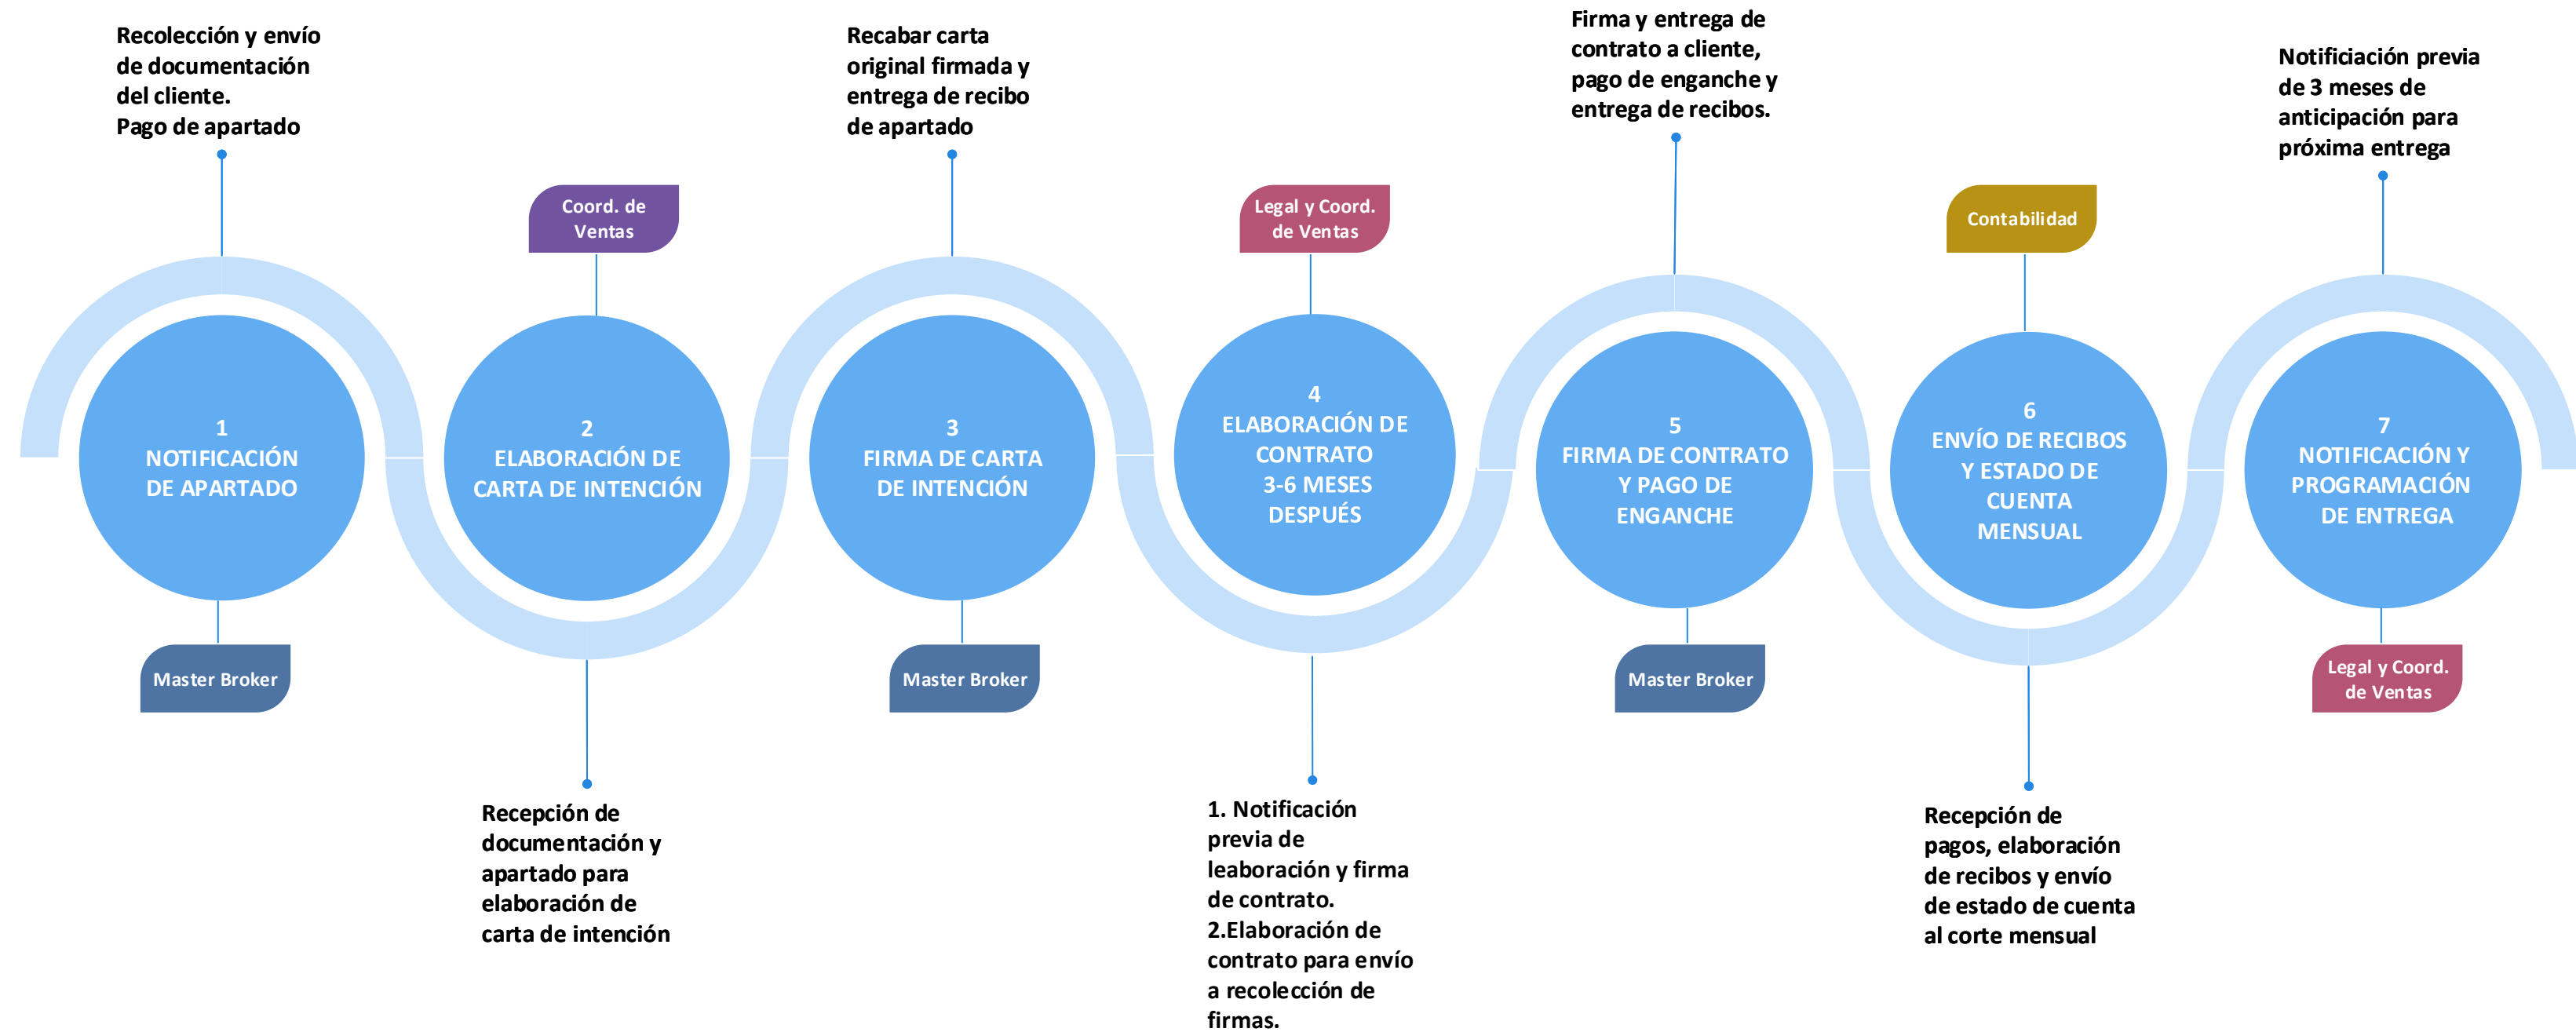 Recolección y envío
de documentación
del cliente.
Pago de apartado
1
NOTIFICACIÓN
DE APARTADO
Master Broker
Coord. de
Ventas
2
ELABORACIÓN DE
CARTA DE INTENCIÓN
Recepción de
documentación y
apartado para
elaboración de
carta de intención
Recabar carta
original firmada y
entrega de recibo
de apartado
3
FIRMA DE CARTA
DE INTENCIÓN
Master Broker
Legal y Coord.
de Ventas
4
ELABORACIÓN DE
CONTRATO
3-6 MESES
DESPUÉS
1. Notificación
previa de
leaboración y firma
de contrato.
2.Elaboración de
contrato para envío
a recolección de
firmas.
Firma y entrega de
contrato a cliente,
pago de enganche y
entrega de recibos.
5
FIRMA DE CONTRATO
Y PAGO DE
ENGANCHE
Master Broker
Contabilidad
6
ENVÍO DE RECIBOS
Y ESTADO DE
CUENTA
MENSUAL
Recepción de
pagos, elaboración
de recibos y envío
de estado de cuenta
al corte mensual
Notificiación previa
de 3 meses de
anticipación para
próxima entrega
7
NOTIFICACIÓN Y
PROGRAMACIÓN
DE ENTREGA
Legal y Coord.
de Ventas